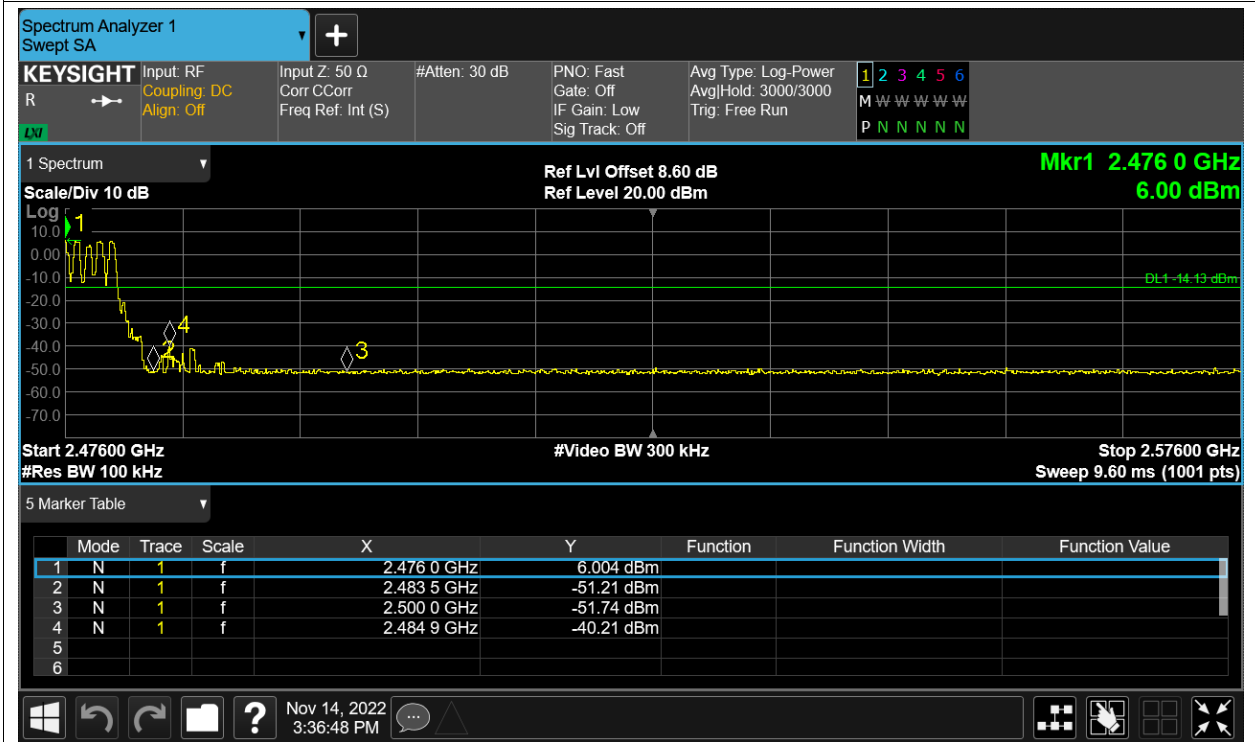 Spectrum Analyzer 1
Swept SA
+
KEYSIGHT Input: RF Input Z: 50 Ω #Atten: 30 dB PNO: Fast Avg Type: Log-Power 1 2 3 4 5 6
R Coupling: DC Corr CCorr Gate: Off Avg|Hold: 3000/3000 M W W W W W W
Align: Off Freq Ref: Int (S) IF Gain: Low Trig: Free Run
LXI Sig Track: Off P N N N N N N
1 Spectrum Ref Lvl Offset 8.60 dB Mkr1 2.476 0 GHz
Scale/Div 10 dB Ref Level 20.00 dBm 6.00 dBm
Log 1
10.0
0.00
-10.0 DL1 -14.13 dBm
-20.0
-30.0 4
-40.0 2 3
-50.0
-60.0
-70.0
Start 2.47600 GHz #Video BW 300 kHz Stop 2.57600 GHz
#Res BW 100 kHz Sweep 9.60 ms (1001 pts)
5 Marker Table
Mode Trace Scale X Y Function Function Width Function Value
1 N 1 f 2.476 0 GHz 6.004 dBm
2 N 1 f 2.483 5 GHz -51.21 dBm
3 N 1 f 2.500 0 GHz -51.74 dBm
4 N 1 f 2.484 9 GHz -40.21 dBm
5
6
? Nov 14, 2022
3:36:48 PM